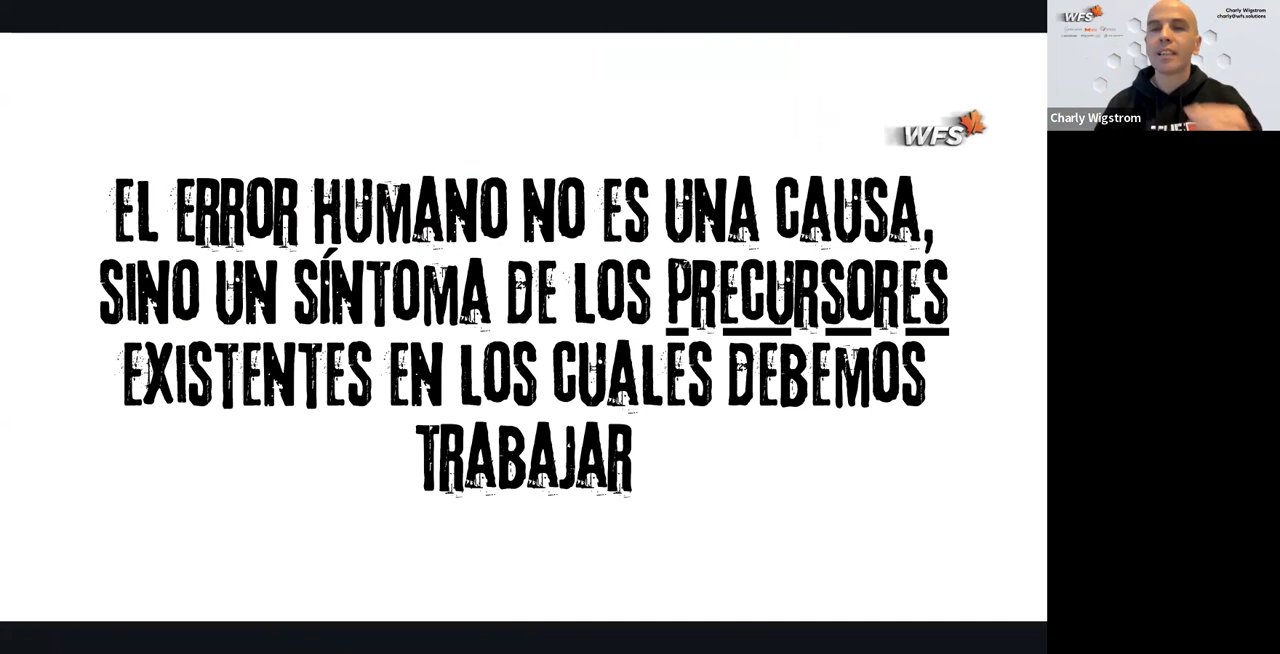 WFS
EL ERROR HUMANO NO ES UNA CAUSA,
SINO UN SÍNTOMA DE LOS PRECURSORES
EXISTENTES EN LOS CUALES DEBEMOS
TRABAJAR
WFS
Charly Wigstrom
charly@wfs.solutions
Charly Wigstrom